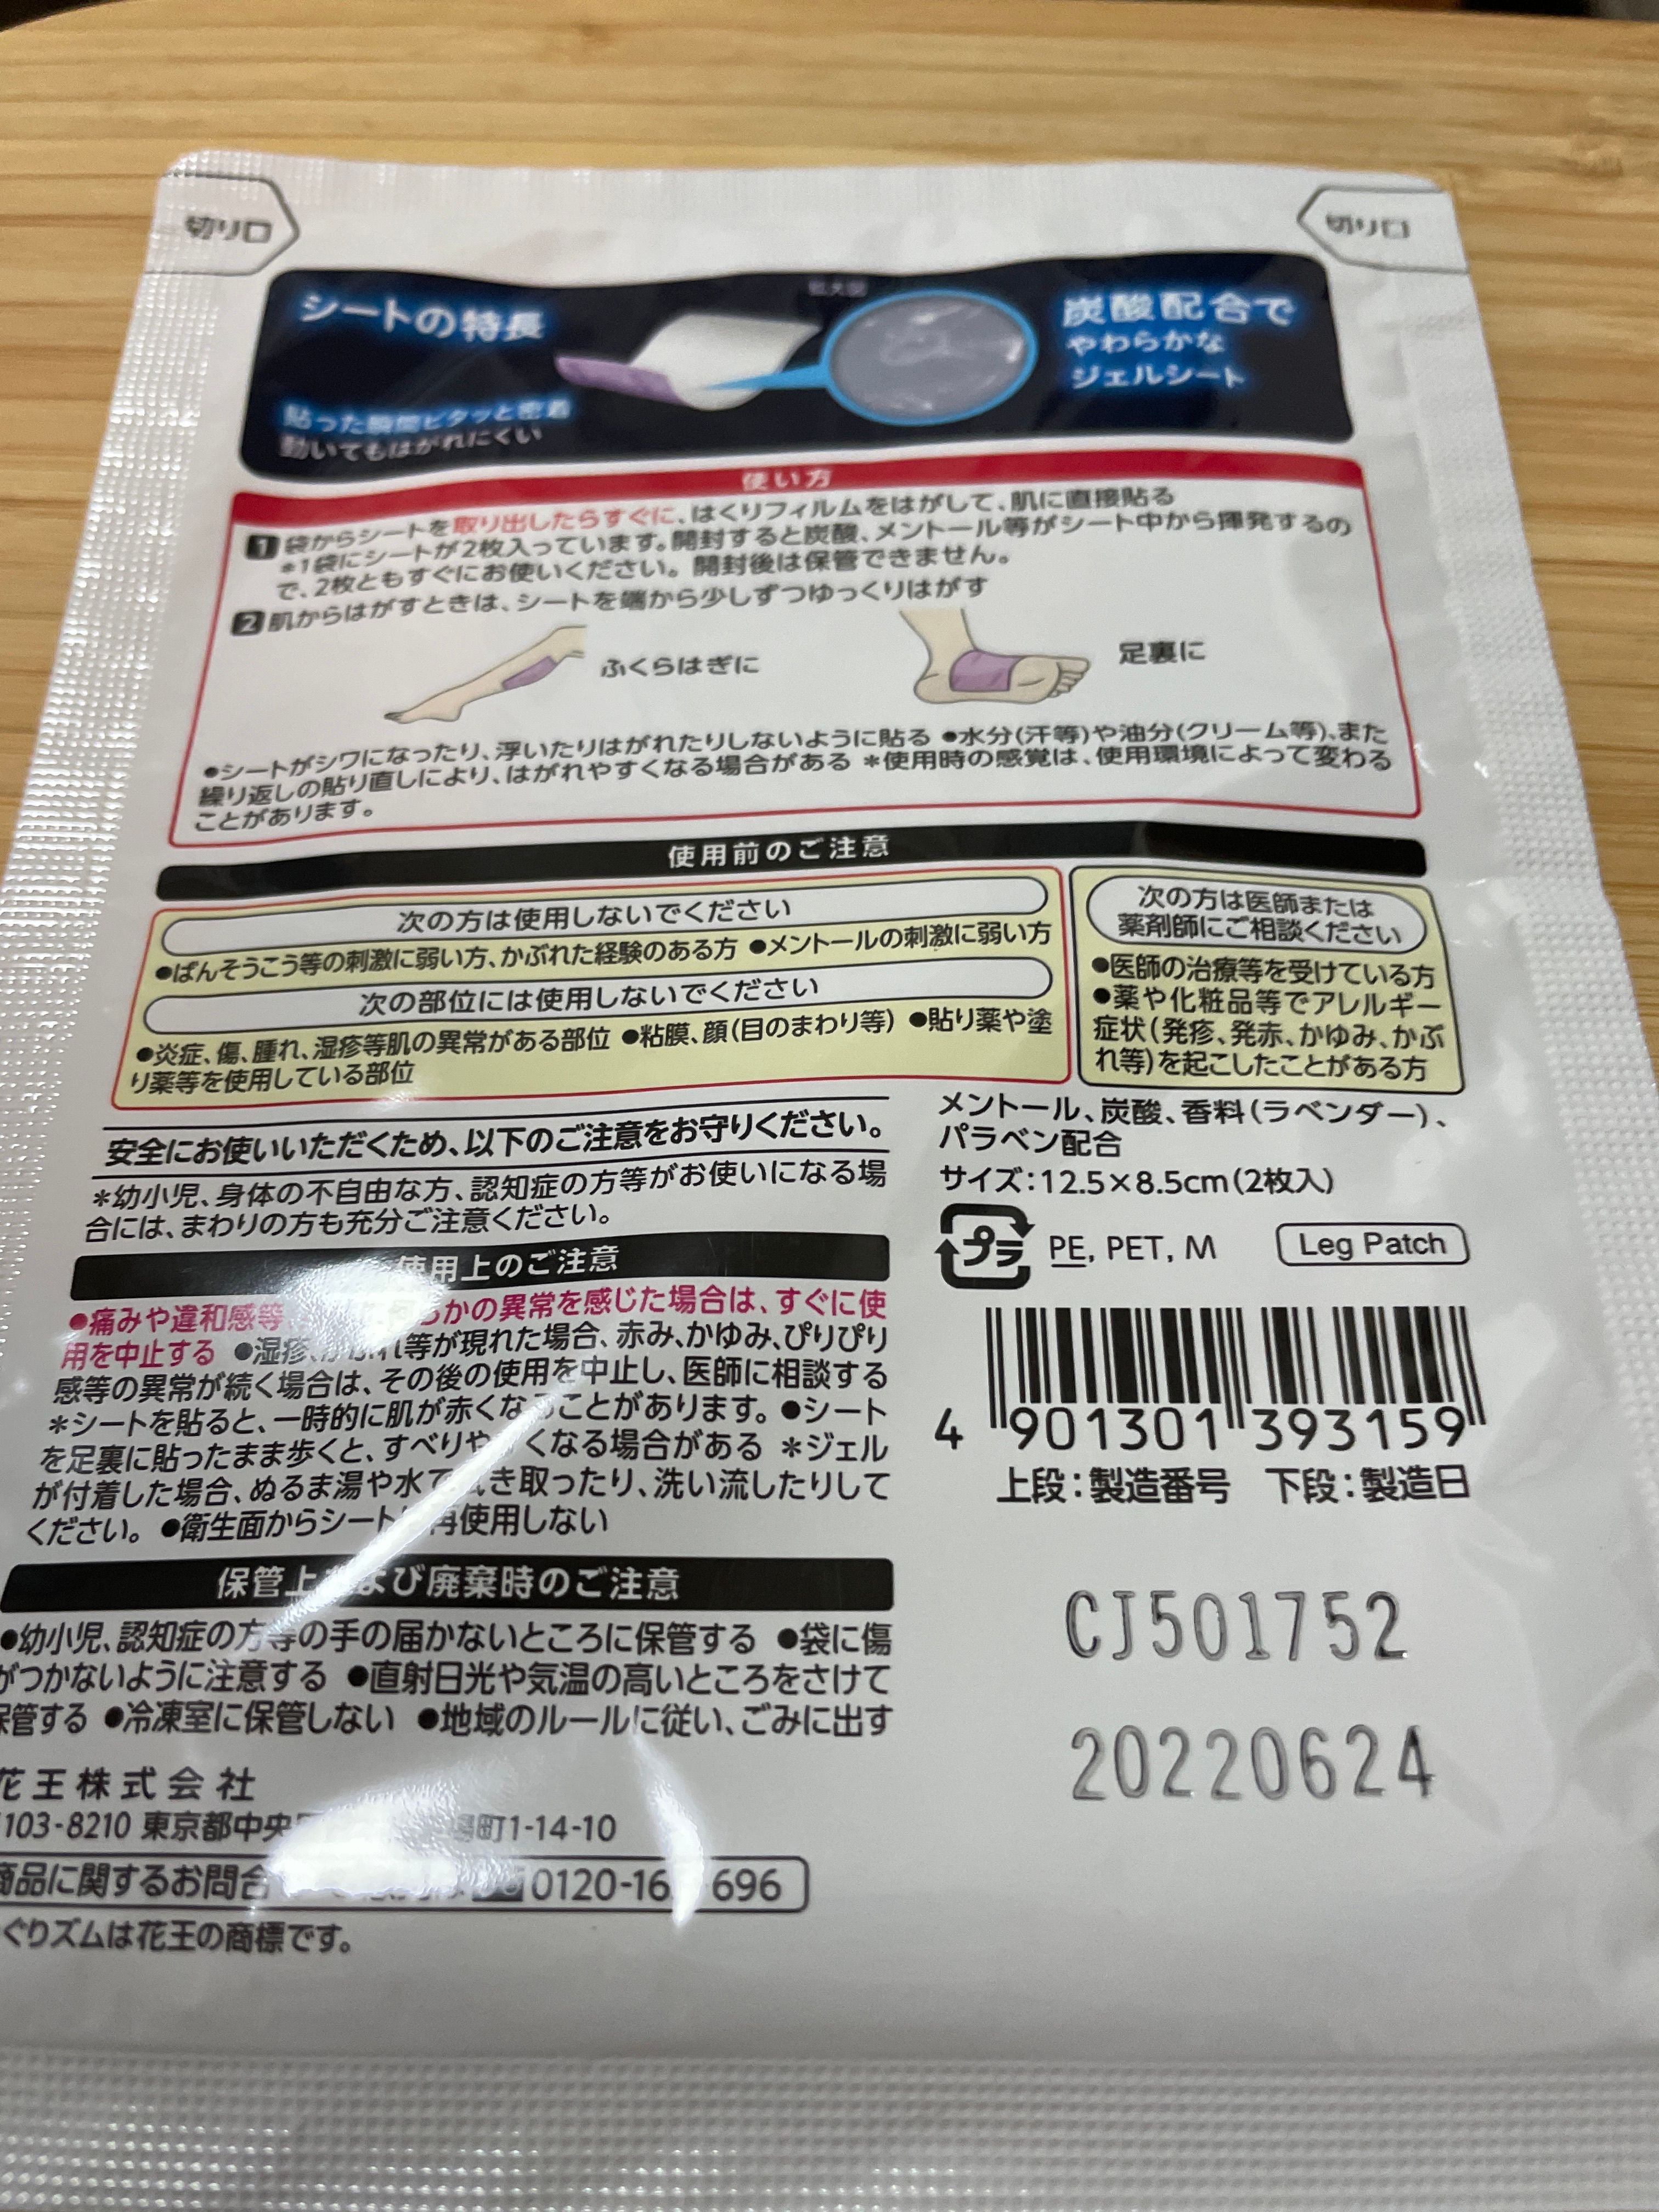 切り口
切り口
シートの特長
貼った瞬間ピタッと密着
動いてもはがれにくい
拡大図
炭酸配合で
やわらかな
ジェルシート
使い方
1 袋からシートを取り出したらすぐに、はくりフィルムをはがして、肌に直接貼る
*1袋にシートが2枚入っています。開封すると炭酸、メントール等がシート中から揮発するの
で、2枚ともすぐにお使いください。開封後は保管できません。
2 肌からはがすときは、シートを端から少しずつゆっくりはがす
ふくらはぎに
足裏に
●シートがシワになったり、浮いたりはがれたりしないように貼る ●水分(汗等)や油分(クリーム等)、また
繰り返しの貼り直しにより、はがれやすくなる場合がある *使用時の感覚は、使用環境によって変わる
ことがあります。
使用前のご注意
次の方は使用しないでください
●ばんそうこう等の刺激に弱い方、かぶれた経験のある方 ●メントールの刺激に弱い方
次の部位には使用しないでください
●炎症、傷、腫れ、湿疹等肌の異常がある部位 ●粘膜、顔(目のまわり等) ●貼り薬や塗
り薬等を使用している部位
次の方は医師または
薬剤師にご相談ください
●医師の治療等を受けている方
●薬や化粧品等でアレルギー
症状(発疹、発赤、かゆみ、かぶ
れ等)を起こしたことがある方
安全にお使いいただくため、以下のご注意をお守りください。
*幼小児、身体の不自由な方、認知症の方等がお使いになる場
合には、まわりの方も充分ご注意ください。
使用上のご注意
●痛みや違和感等 かの異常を感じた場合は、すぐに使
用を中止する ●湿疹、かぶれ等が現れた場合、赤み、かゆみ、ぴりぴり
感等の異常が続く場合は、その後の使用を中止し、医師に相談する
*シートを貼ると、一時的に肌が赤くなることがあります。 ●シート
を足裏に貼ったまま歩くと、すべりやすくなる場合がある *ジェル
が付着した場合、ぬるま湯や水で拭き取ったり、洗い流したりして
ください。 ●衛生面からシートは再使用しない
保管上および廃棄時のご注意
●幼小児、認知症の方等の手の届かないところに保管する ●袋に傷
がつかないように注意する ●直射日光や気温の高いところをさけて
保管する ●冷凍室に保管しない ●地域のルールに従い、ごみに出す
花王株式会社
103-8210 東京都中央 町1-14-10
商品に関するお問合 0120-16 696
ぐりズムは花王の商標です。
メントール、炭酸、香料(ラベンダー)、
パラベン配合
サイズ:12.5×8.5cm(2枚入)
プラ PE, PET, M
Leg Patch
4 901301 393159
上段:製造番号 下段:製造日
CJ501752
20220624